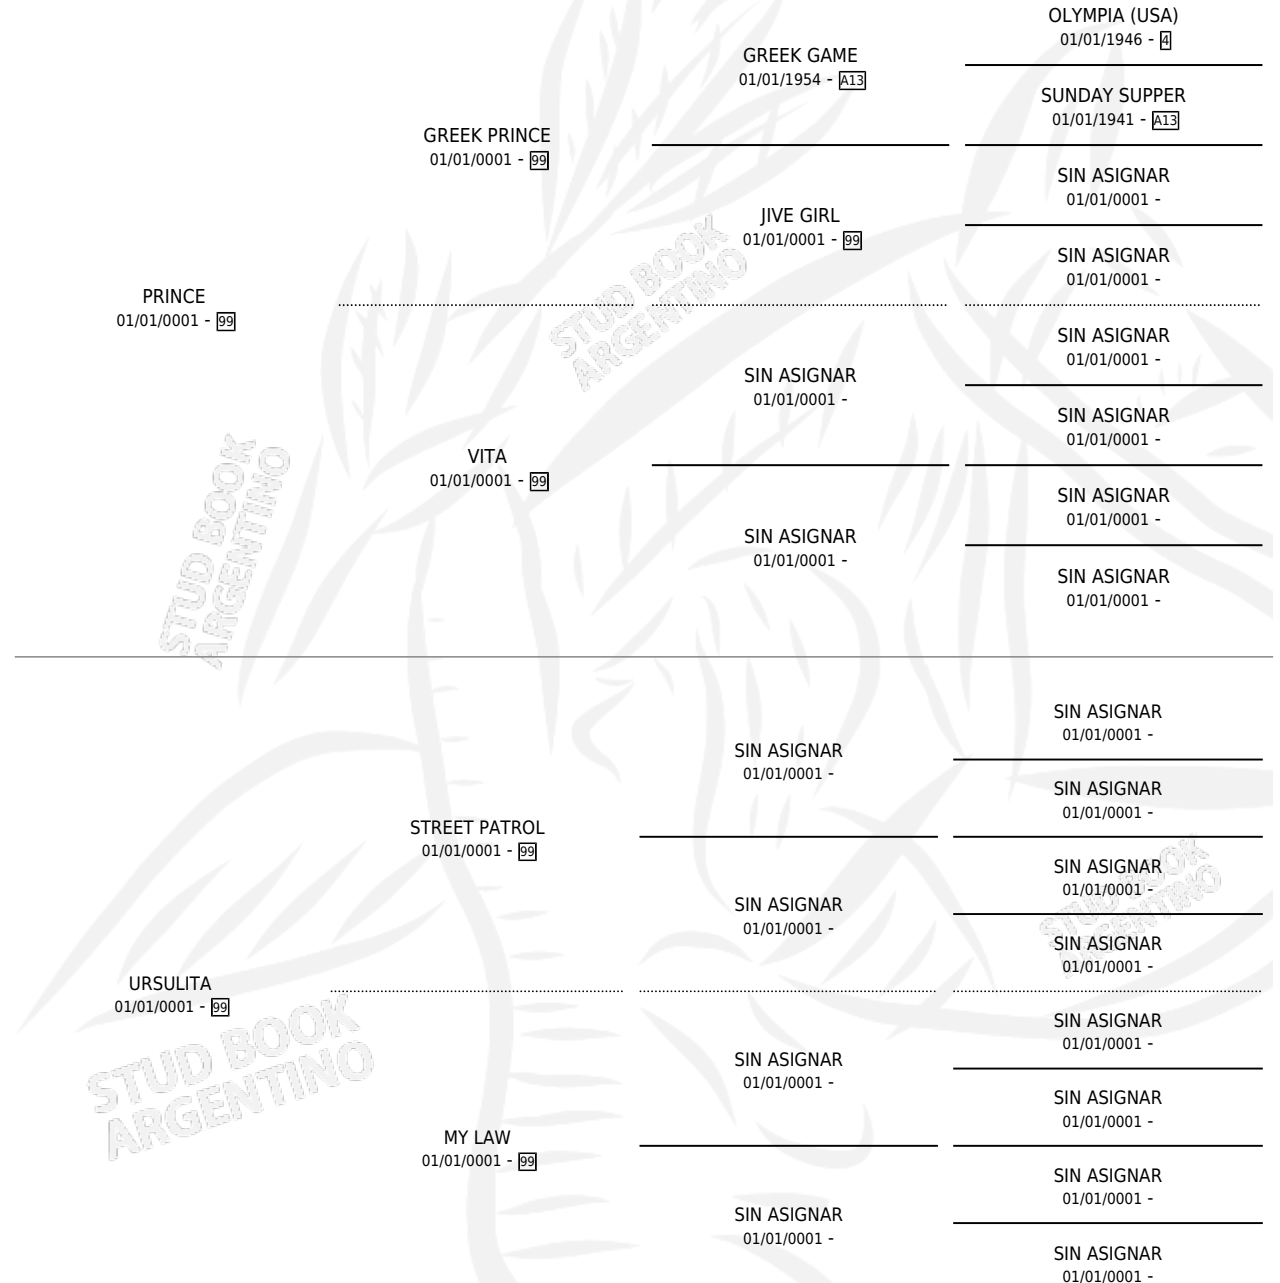 OLYMPIA (USA)
01/01/1946 - 4
GREEK GAME
01/01/1954 - A13
SUNDAY SUPPER
01/01/1941 - A13
GREEK PRINCE
01/01/0001 - 99
SIN ASIGNAR
01/01/0001 -
JIVE GIRL
01/01/0001 - 99
SIN ASIGNAR
01/01/0001 -
PRINCE
01/01/0001 - 99
STUD BOOK
ARGENTINO
SIN ASIGNAR
01/01/0001 -
SIN ASIGNAR
01/01/0001 -
SIN ASIGNAR
01/01/0001 -
VITA
01/01/0001 - 99
STUD BOOK
ARGENTINO
SIN ASIGNAR
01/01/0001 -
SIN ASIGNAR
01/01/0001 -
SIN ASIGNAR
01/01/0001 -
SIN ASIGNAR
01/01/0001 -
SIN ASIGNAR
01/01/0001 -
SIN ASIGNAR
01/01/0001 -
STREET PATROL
01/01/0001 - 99
SIN ASIGNAR
01/01/0001 -
SIN ASIGNAR
01/01/0001 -
STUD BOOK
ARGENTINO
SIN ASIGNAR
01/01/0001 -
URSULITA
01/01/0001 - 99
STUD BOOK
ARGENTINO
SIN ASIGNAR
01/01/0001 -
SIN ASIGNAR
01/01/0001 -
SIN ASIGNAR
01/01/0001 -
MY LAW
01/01/0001 - 99
SIN ASIGNAR
01/01/0001 -
SIN ASIGNAR
01/01/0001 -
SIN ASIGNAR
01/01/0001 -